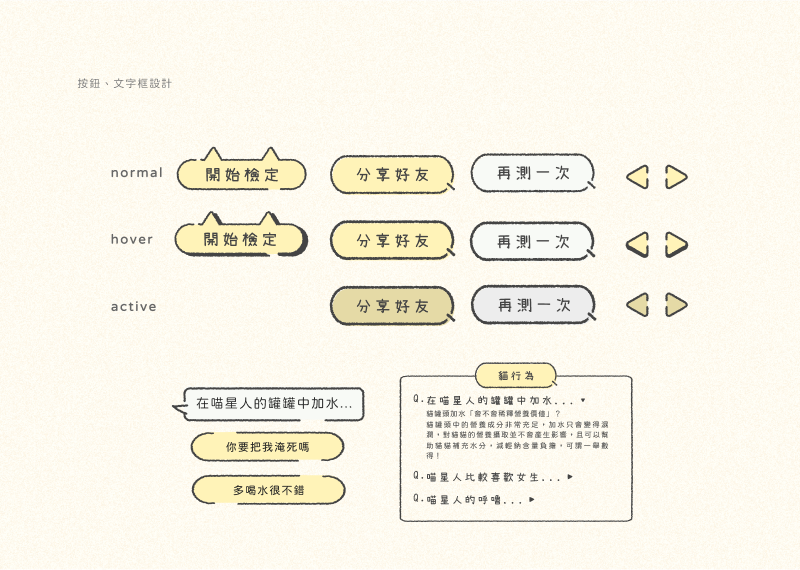 按鈕、文字框設計
normal
開始檢定
分享好友
再測一次
hover
開始檢定
分享好友
再測一次
active
分享好友
再測一次
在喵星人的罐罐中加水...
你要把我淹死嗎
多喝水很不錯
貓行為
Q.在喵星人的罐罐中加水...▼
貓罐頭加水「會不會稀釋營養價值」？
貓罐頭中的營養成分非常充足，加水只會變得濕
潤，對貓貓的營養攝取並不會產生影響，且可以幫
助貓貓補充水分，減輕鈉含量負擔，可謂一舉數
得！
Q.喵星人比較喜歡女生...▶
Q.喵星人的呼嚕...▶